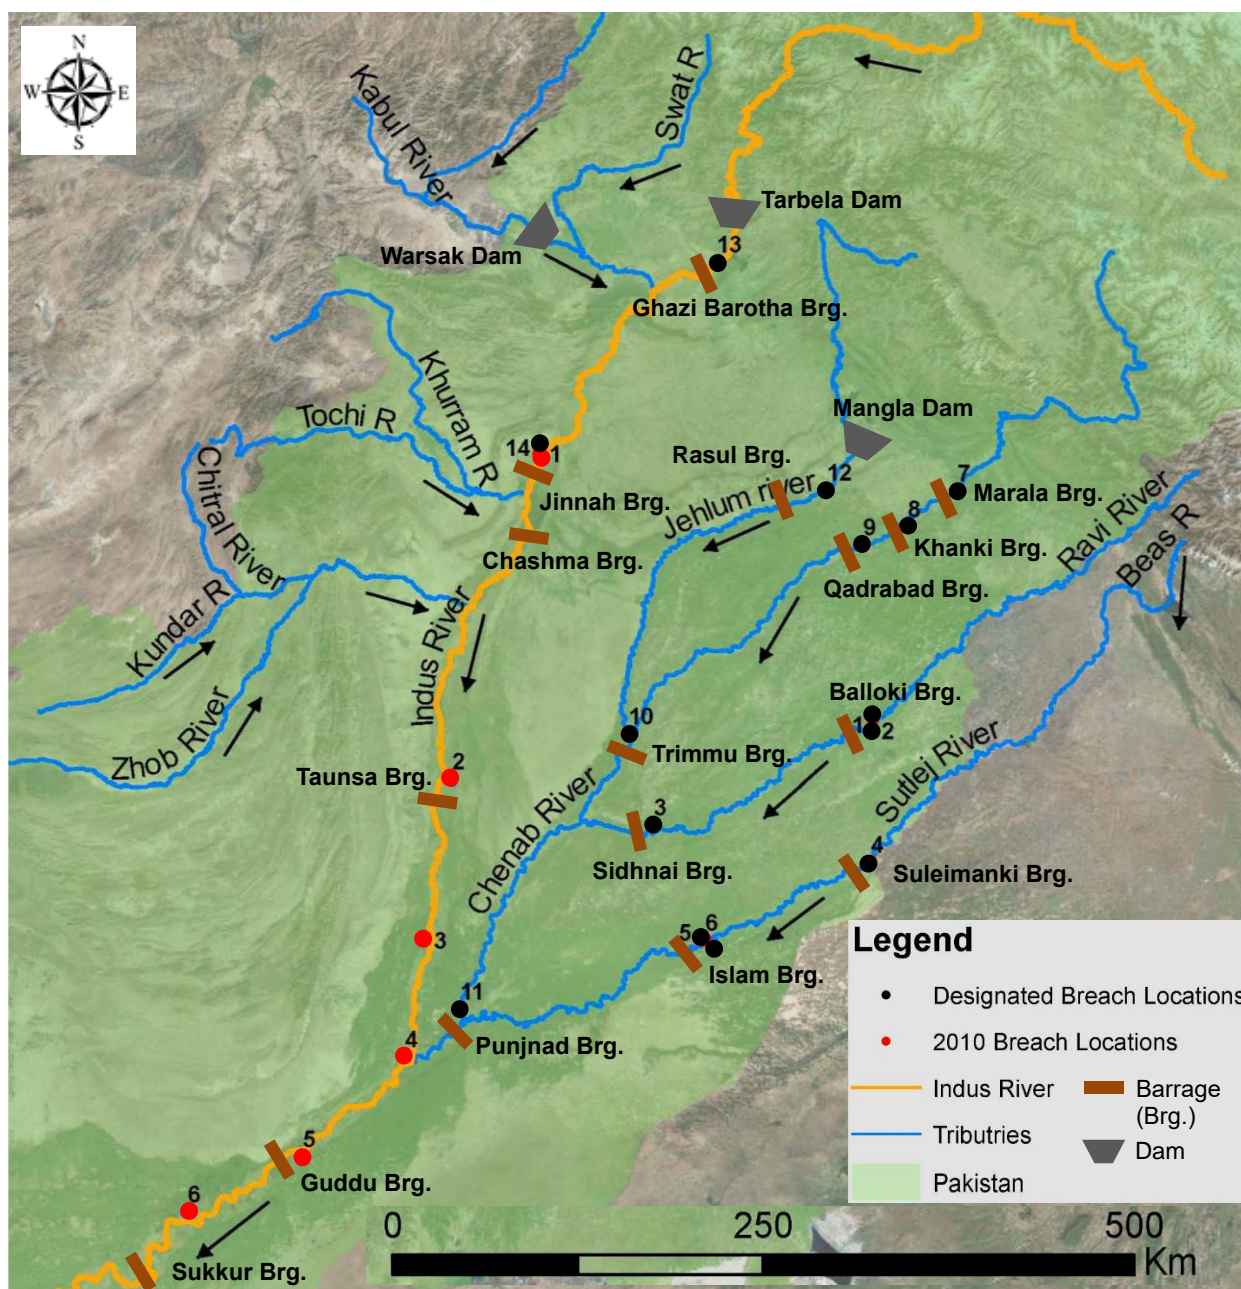 N
W
E
S
Kabul River
Swat R
Tarbela Dam
Warsak Dam
13
Ghazi Barotha Brg.
Khurram R
Tochi R
Mangla Dam
Chitral River
14
1
Rasul Brg.
12
7
Jinnah Brg.
Jehlum river
Marala Brg.
8
9
Khanki Brg.
Ravi River
Beas R
Chashma Brg.
Qadrabad Brg.
Kundar R
Indus River
Zhob River
Balloki Brg.
10
1
2
Trimmu Brg.
Sutlej River
Taunsa Brg.
2
Chenab River
3
Sidhnai Brg.
4
Suleimanki Brg.
3
5
6
Islam Brg.
11
4
Punjnad Brg.
5
Guddu Brg.
6
Sukkur Brg.
Legend
Designated Breach Locations
2010 Breach Locations
Indus River
Barrage
(Brg.)
Tributries
Dam
Pakistan
0
250
500
Km